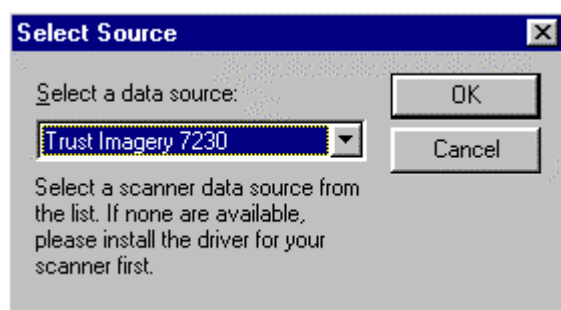 Select Source
Select a data source:
OK
Trust Imagery 7230
Cancel
Select a scanner data source from
the list. If none are available,
please install the driver for your
scanner first.